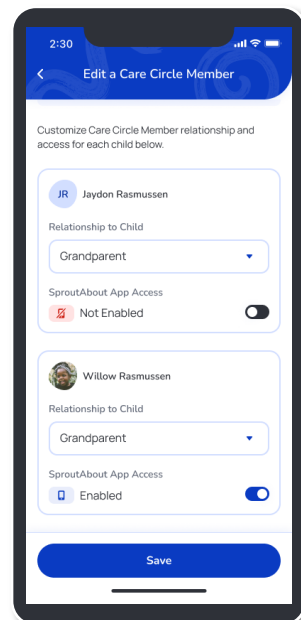 2:30
Edit a Care Circle Member
Customize Care Circle Member relationship and
access for each child below.
JR Jaydon Rasmussen
Relationship to Child
Grandparent
SproutAbout App Access
Not Enabled
Willow Rasmussen
Relationship to Child
Grandparent
SproutAbout App Access
Enabled
Save